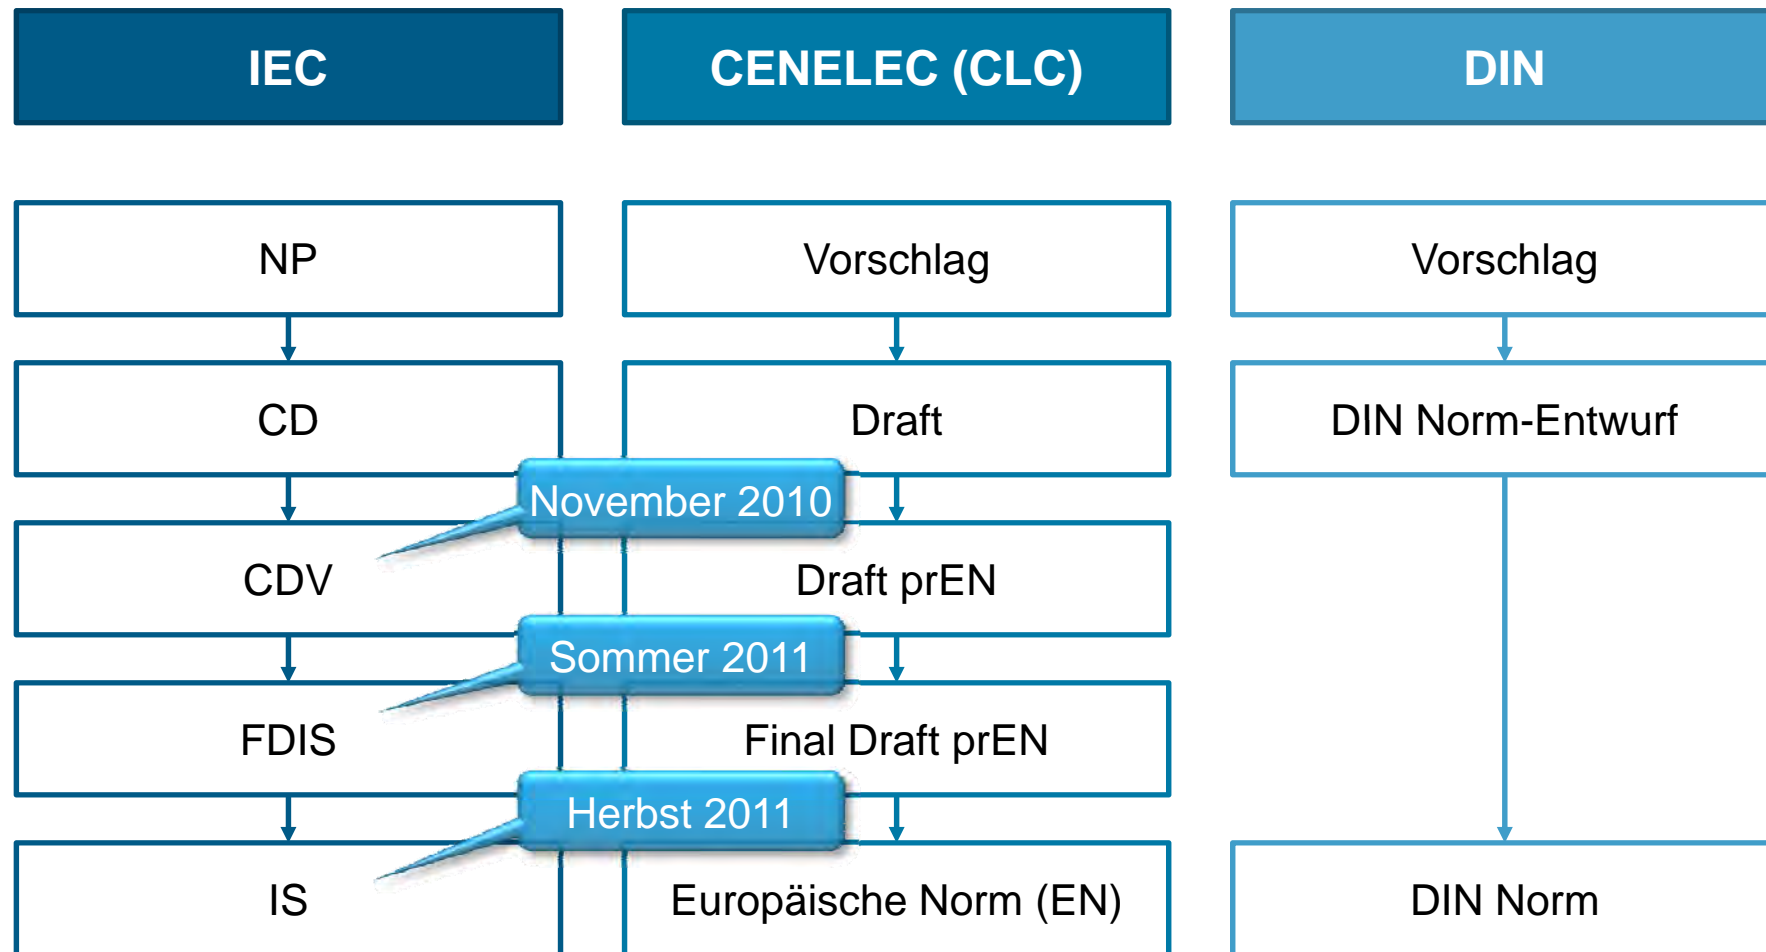 IEC
CENELEC (CLC)
DIN
NP
Vorschlag
Vorschlag
CD
Draft
DIN Norm-Entwurf
November 2010
CDV
Draft prEN
Sommer 2011
FDIS
Final Draft prEN
Herbst 2011
IS
Europäische Norm (EN)
DIN Norm